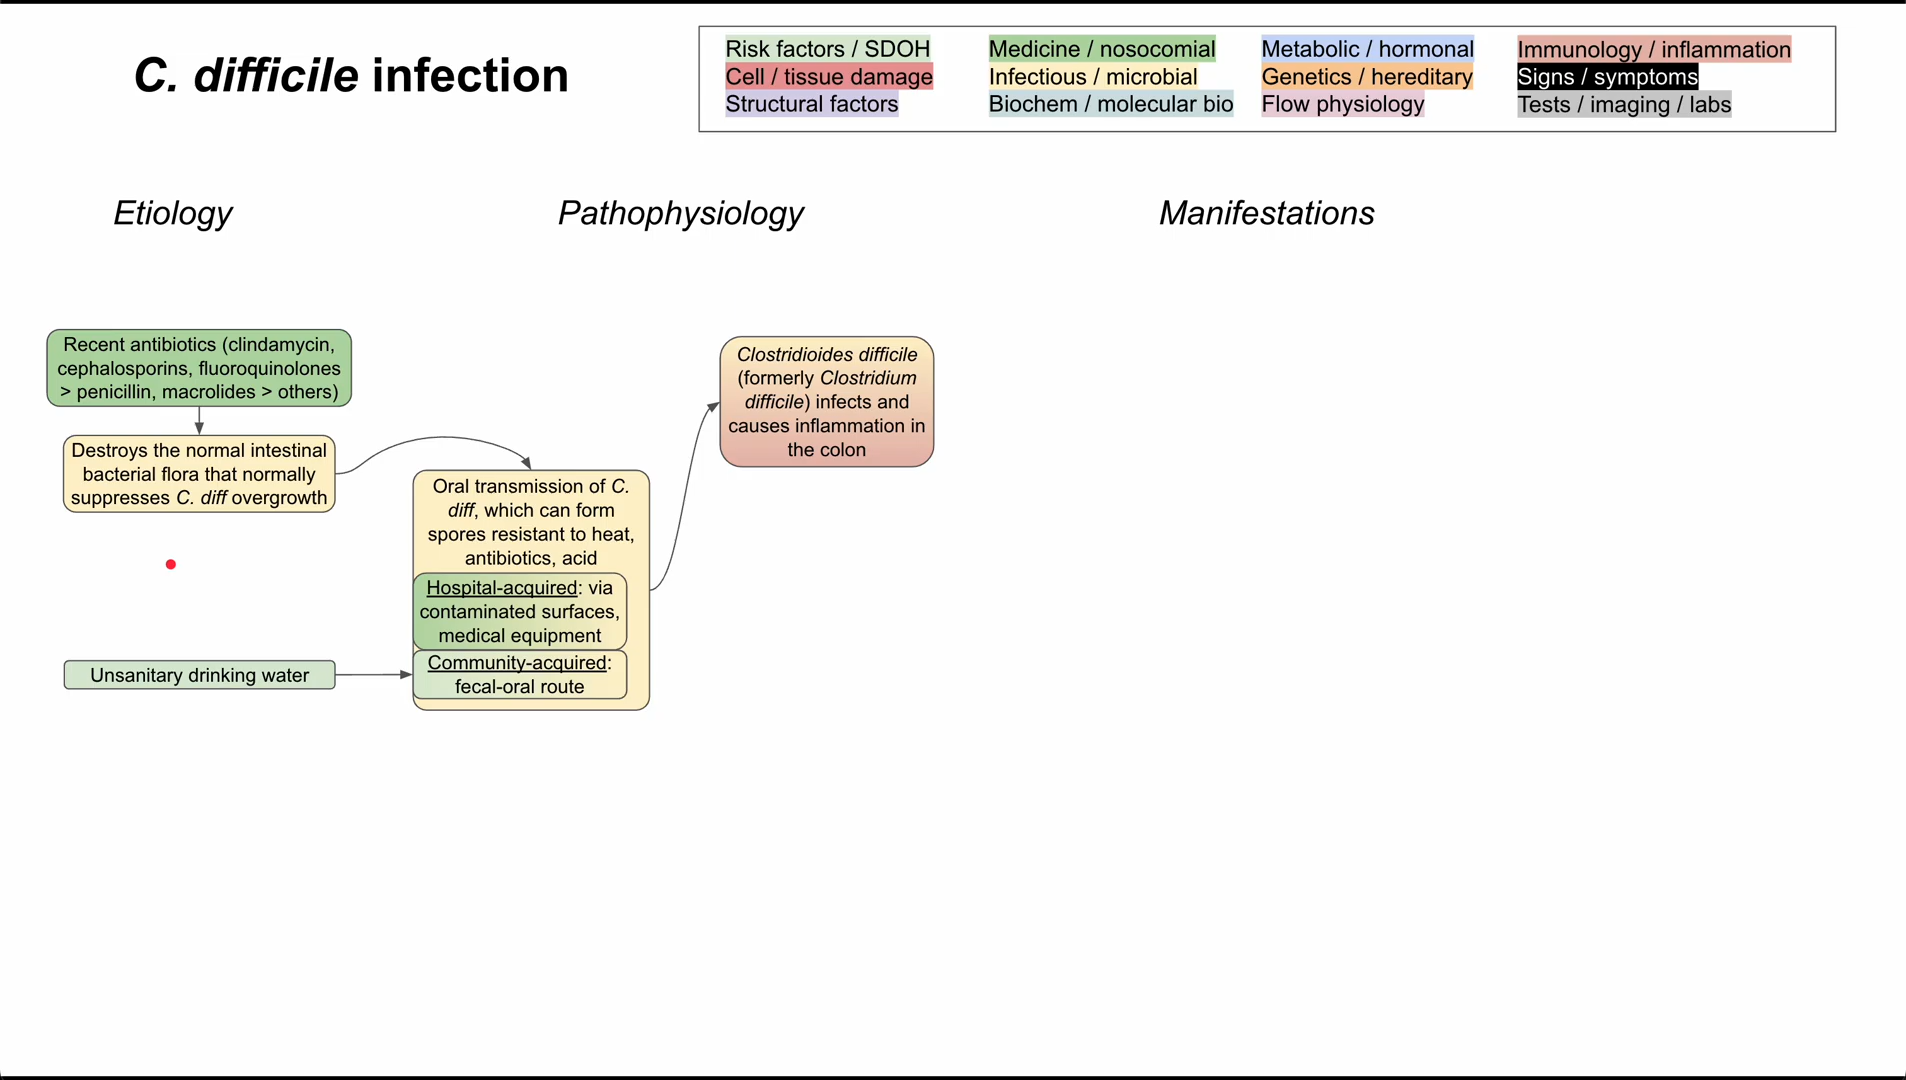 C. difficile infection
Risk factors / SDOH
Cell / tissue damage
Structural factors
Medicine / nosocomial
Infectious / microbial
Biochem / molecular bio
Metabolic / hormonal
Genetics / hereditary
Flow physiology
Immunology / inflammation
Signs / symptoms
Tests / imaging / labs
Etiology
Pathophysiology
Manifestations
Recent antibiotics (clindamycin,
cephalosporins, fluoroquinolones
> penicillin, macrolides > others)
Destroys the normal intestinal
bacterial flora that normally
suppresses C. diff overgrowth
Unsanitary drinking water
Oral transmission of C.
diff, which can form
spores resistant to heat,
antibiotics, acid
Hospital-acquired: via
contaminated surfaces,
medical equipment
Community-acquired:
fecal-oral route
Clostridioides difficile
(formerly Clostridium
difficile) infects and
causes inflammation in
the colon